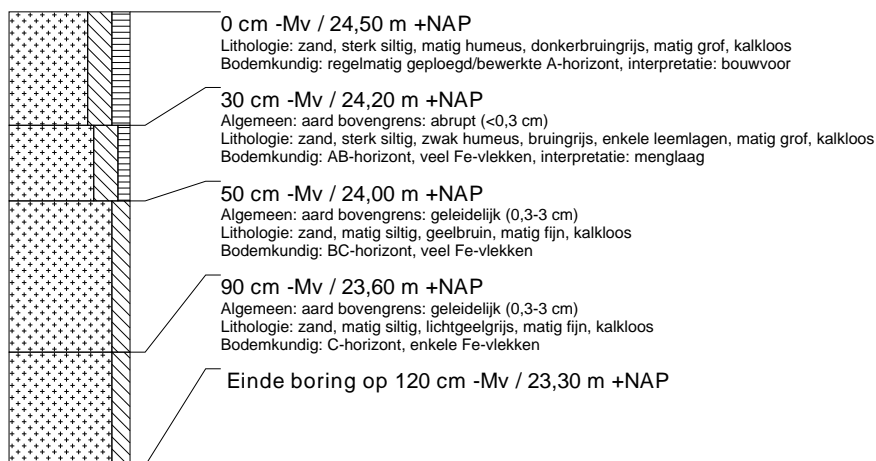 0 cm -Mv / 24,50 m +NAP
Lithologie: zand, sterk siltig, matig humeus, donkerbruingrijs, matig grof, kalkloos
Bodemkundig: regelmatig geploegd/bewerkte A-horizont, interpretatie: bouwvoor
30 cm -Mv / 24,20 m +NAP
Algemeen: aard bovengrens: abrupt (<0,3 cm)
Lithologie: zand, sterk siltig, zwak humeus, bruingrijs, enkele leemlagen, matig grof, kalkloos
Bodemkundig: AB-horizont, veel Fe-vlekken, interpretatie: menglaag
50 cm -Mv / 24,00 m +NAP
Algemeen: aard bovengrens: geleidelijk (0,3-3 cm)
Lithologie: zand, matig siltig, geelbruin, matig fijn, kalkloos
Bodemkundig: BC-horizont, veel Fe-vlekken
90 cm -Mv / 23,60 m +NAP
Algemeen: aard bovengrens: geleidelijk (0,3-3 cm)
Lithologie: zand, matig siltig, lichtgeelgrijs, matig fijn, kalkloos
Bodemkundig: C-horizont, enkele Fe-vlekken
Einde boring op 120 cm -Mv / 23,30 m +NAP